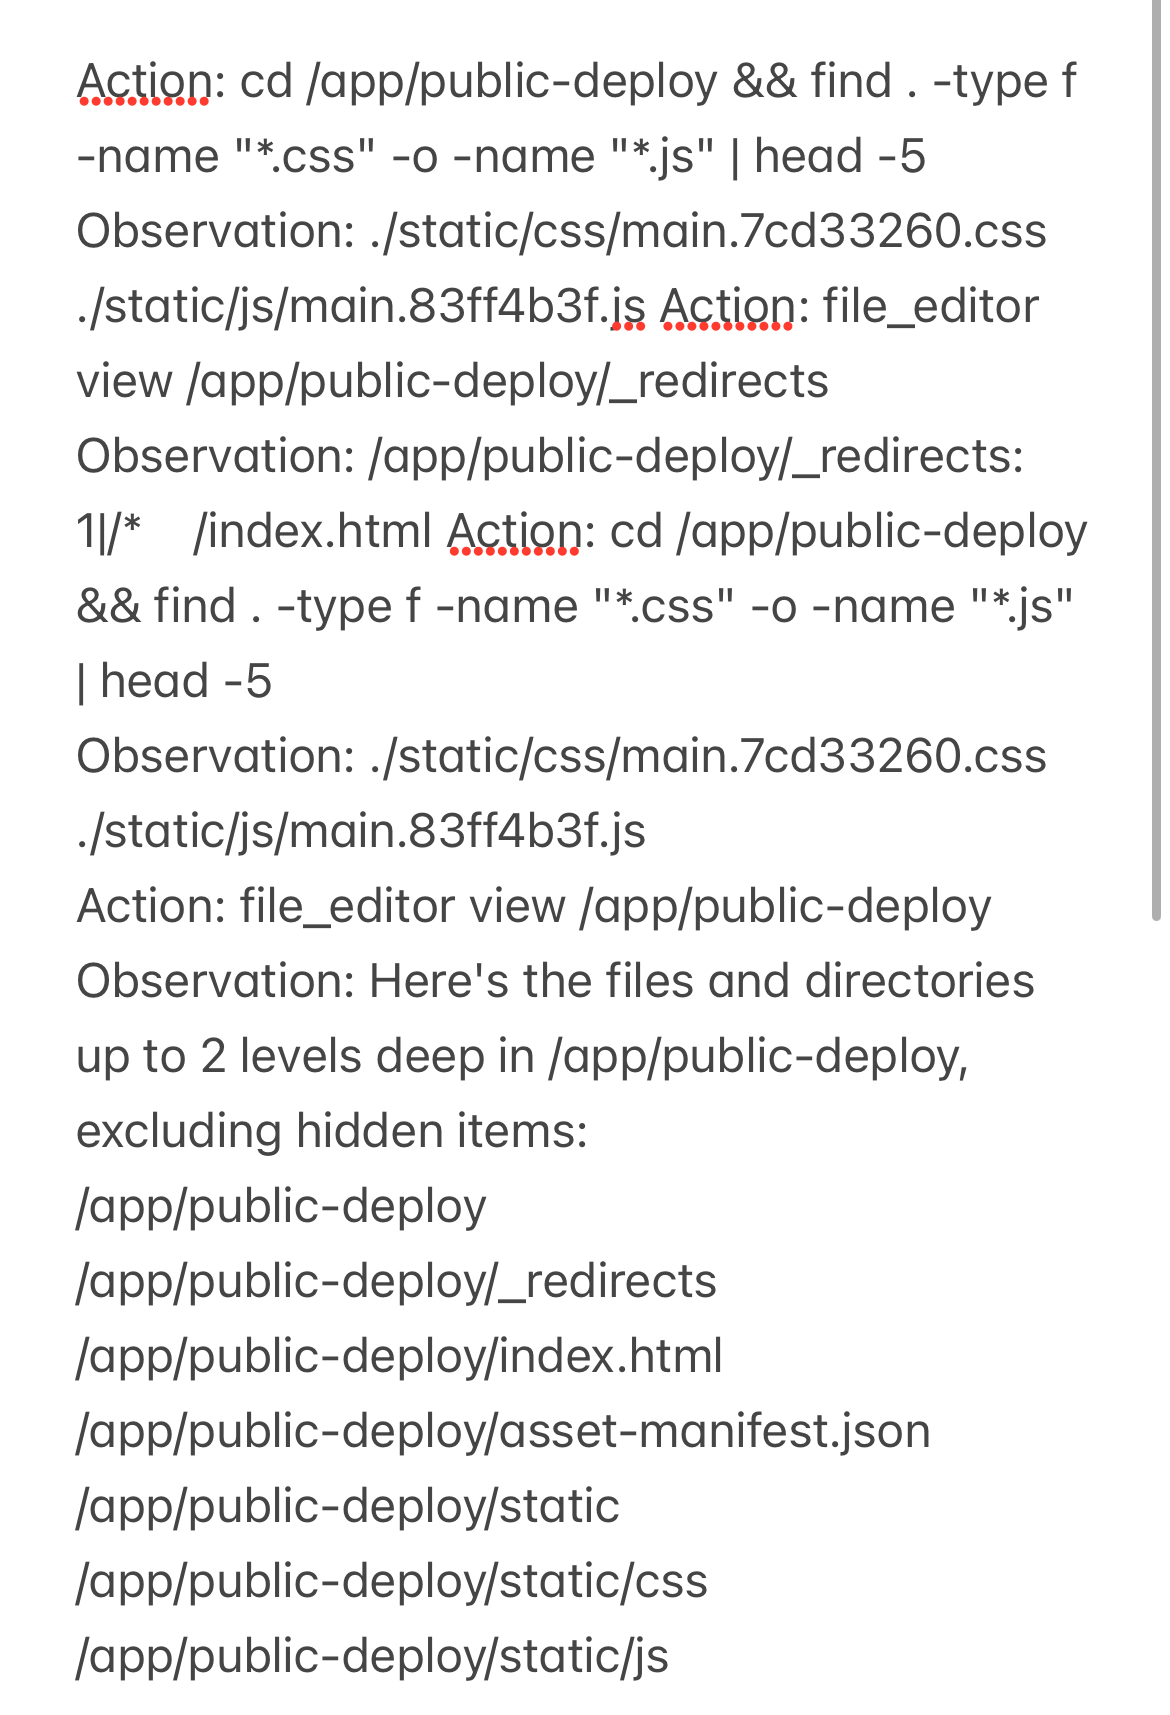 Action: cd /app/public-deploy && find . -type f
-name "*.css" -o -name "*.js" | head -5
Observation: ./static/css/main.7cd33260.css
./static/js/main.83ff4b3f.js Action: file_editor
view /app/public-deploy/_redirects
Observation: /app/public-deploy/_redirects:
1|/*    /index.html Action: cd /app/public-deploy
&& find . -type f -name "*.css" -o -name "*.js"
| head -5
Observation: ./static/css/main.7cd33260.css
./static/js/main.83ff4b3f.js
Action: file_editor view /app/public-deploy
Observation: Here's the files and directories
up to 2 levels deep in /app/public-deploy,
excluding hidden items:
/app/public-deploy
/app/public-deploy/_redirects
/app/public-deploy/index.html
/app/public-deploy/asset-manifest.json
/app/public-deploy/static
/app/public-deploy/static/css
/app/public-deploy/static/js